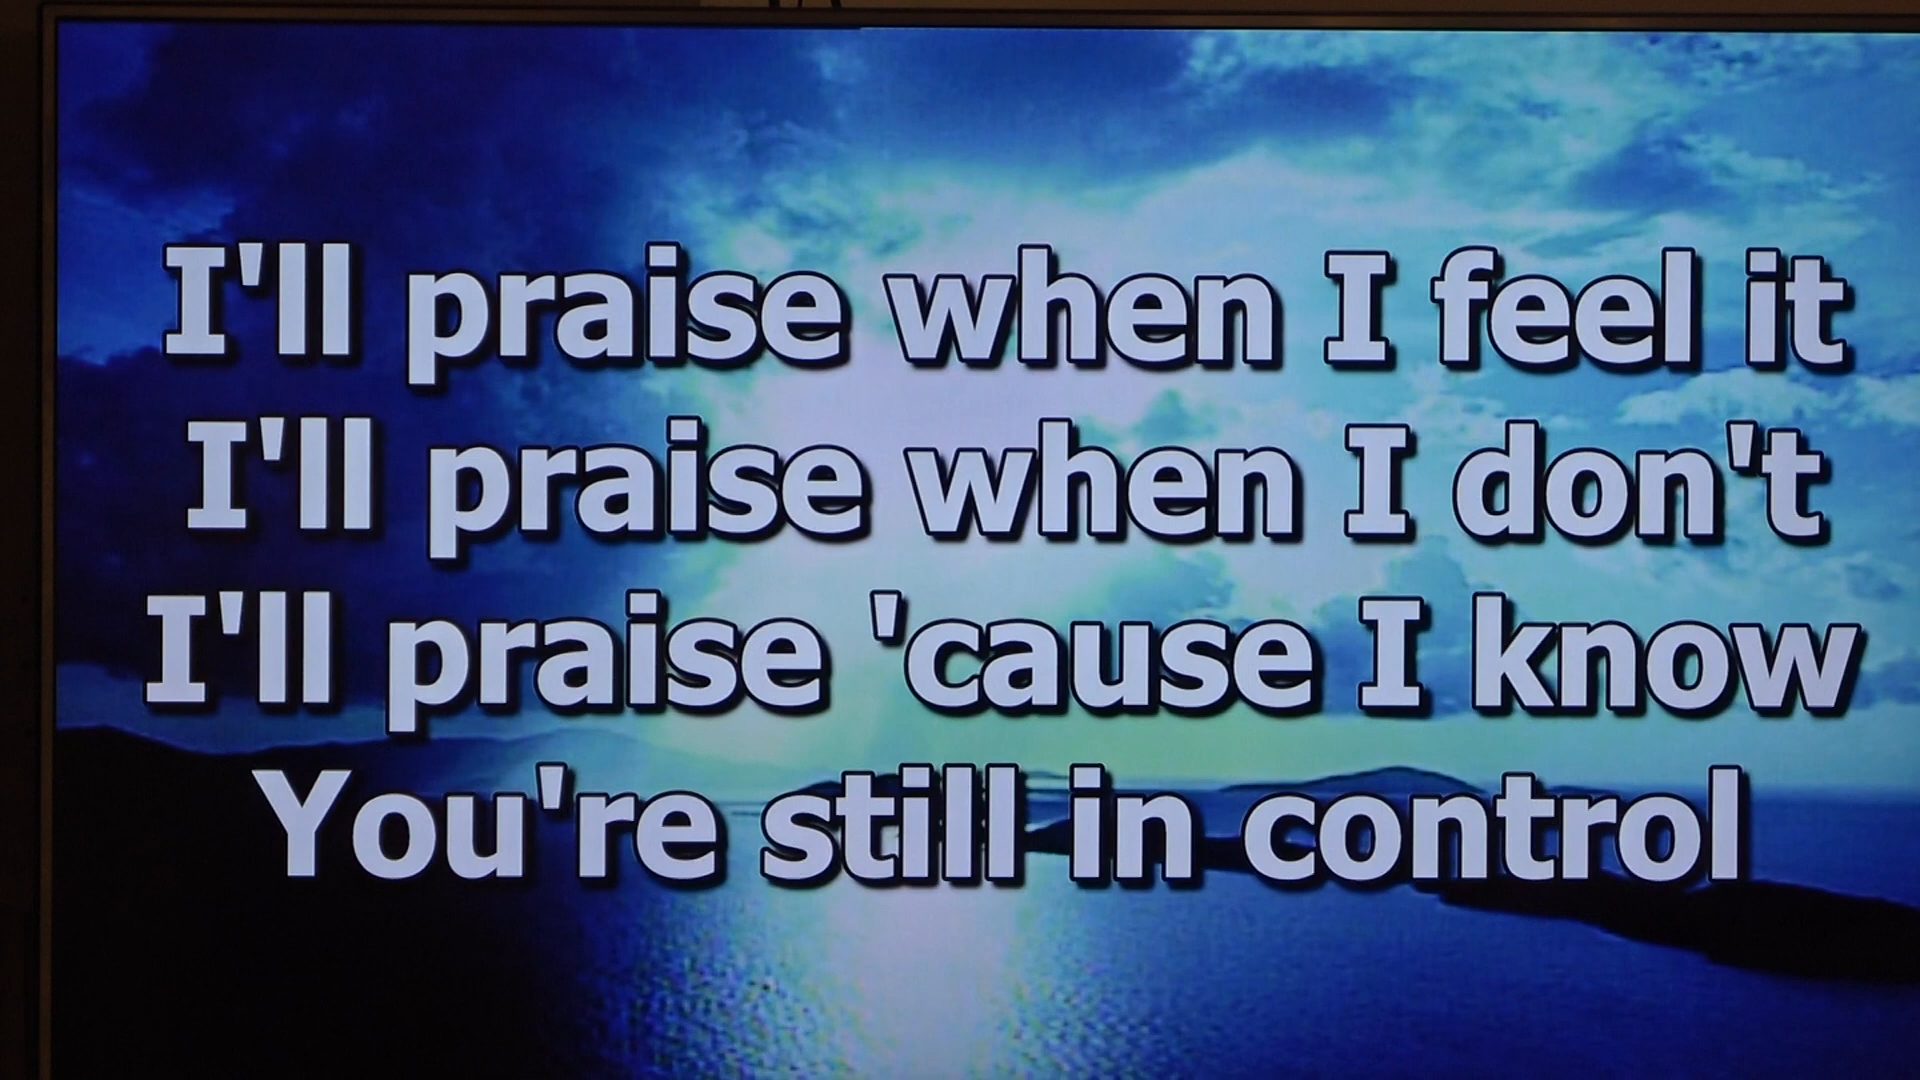 I'll praise when I feel it
I'll praise when I don't
I'll praise 'cause I know
You're still in control